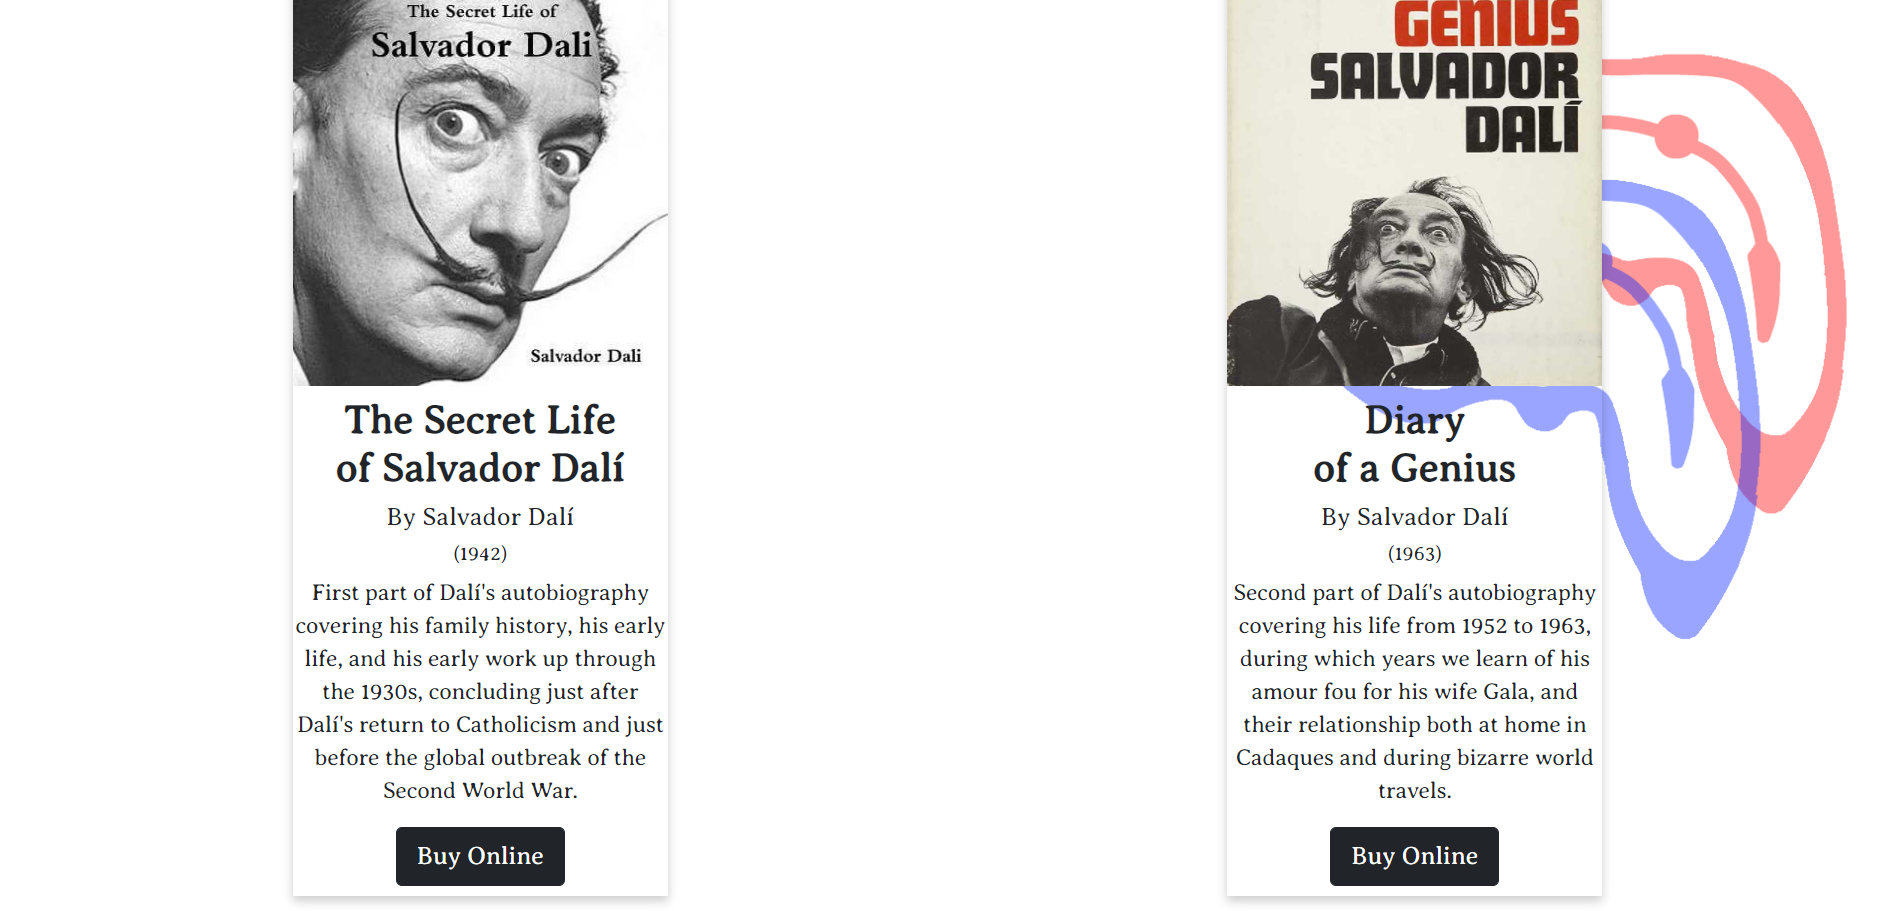 The Secret Life of
Salvador Dali
Salvador Dali
The Secret Life
of Salvador Dalí
By Salvador Dalí
(1942)
First part of Dalí's autobiography
covering his family history, his early
life, and his early work up through
the 1930s, concluding just after
Dalí's return to Catholicism and just
before the global outbreak of the
Second World War.
Buy Online
GENIUS
SALVADOR
DALÍ
Diary
of a Genius
By Salvador Dalí
(1963)
Second part of Dalí's autobiography
covering his life from 1952 to 1963,
during which years we learn of his
amour fou for his wife Gala, and
their relationship both at home in
Cadaques and during bizarre world
travels.
Buy Online